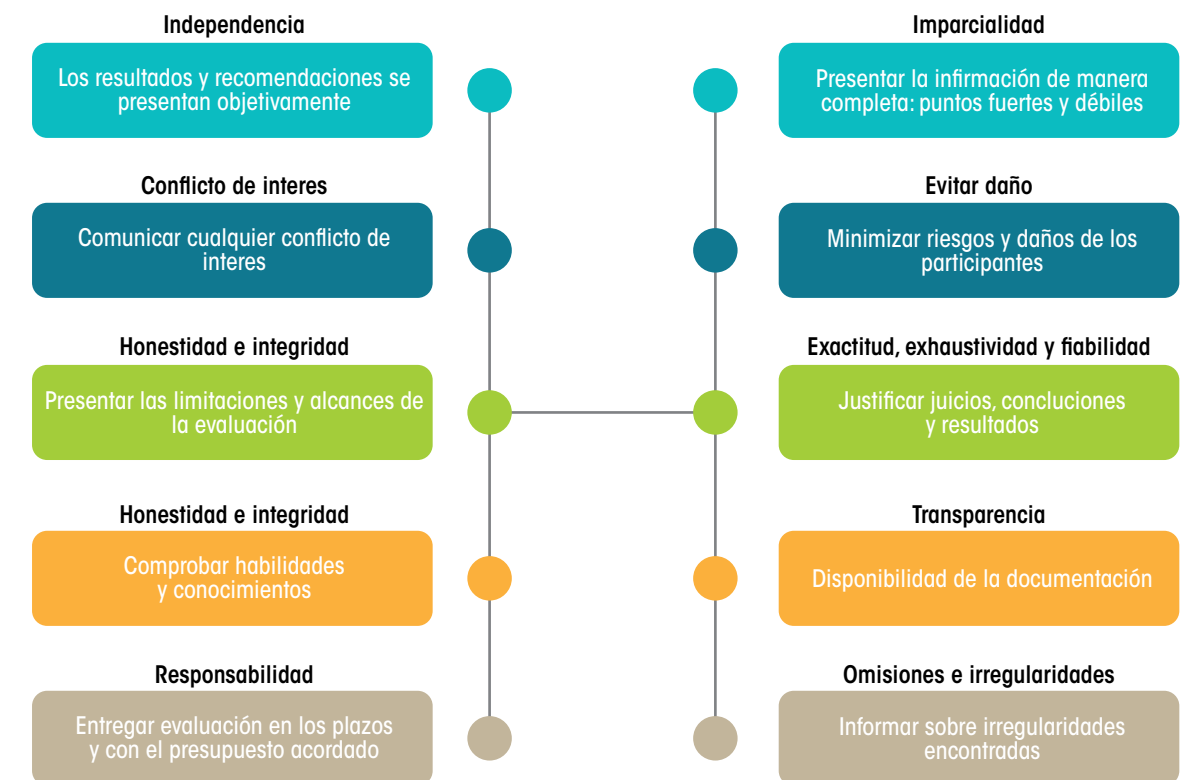 Independencia
Los resultados y recomendaciones se
presentan objetivamente
Conflicto de interes
Comunicar cualquier conflicto de
interes
Honestidad e integridad
Presentar las limitaciones y alcances de
la evaluación
Honestidad e integridad
Comprobar habilidades
y conocimientos
Responsabilidad
Entregar evaluación en los plazos
y con el presupuesto acordado
Imparcialidad
Presentar la infirmación de manera
completa: puntos fuertes y débiles
Evitar daño
Minimizar riesgos y daños de los
participantes
Exactitud, exhaustividad y fiabilidad
Justificar juicios, concluciones
y resultados
Transparencia
Disponibilidad de la documentación
Omisiones e irregularidades
Informar sobre irregularidades
encontradas